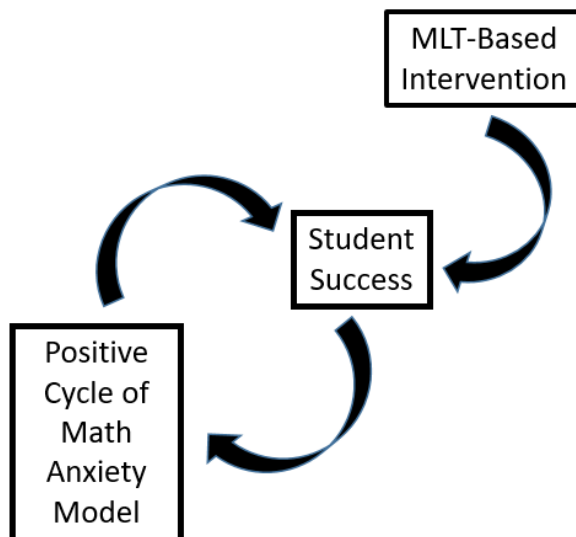 MLT-Based
Intervention
Student
Success
Positive
Cycle of
Math
Anxiety
Model